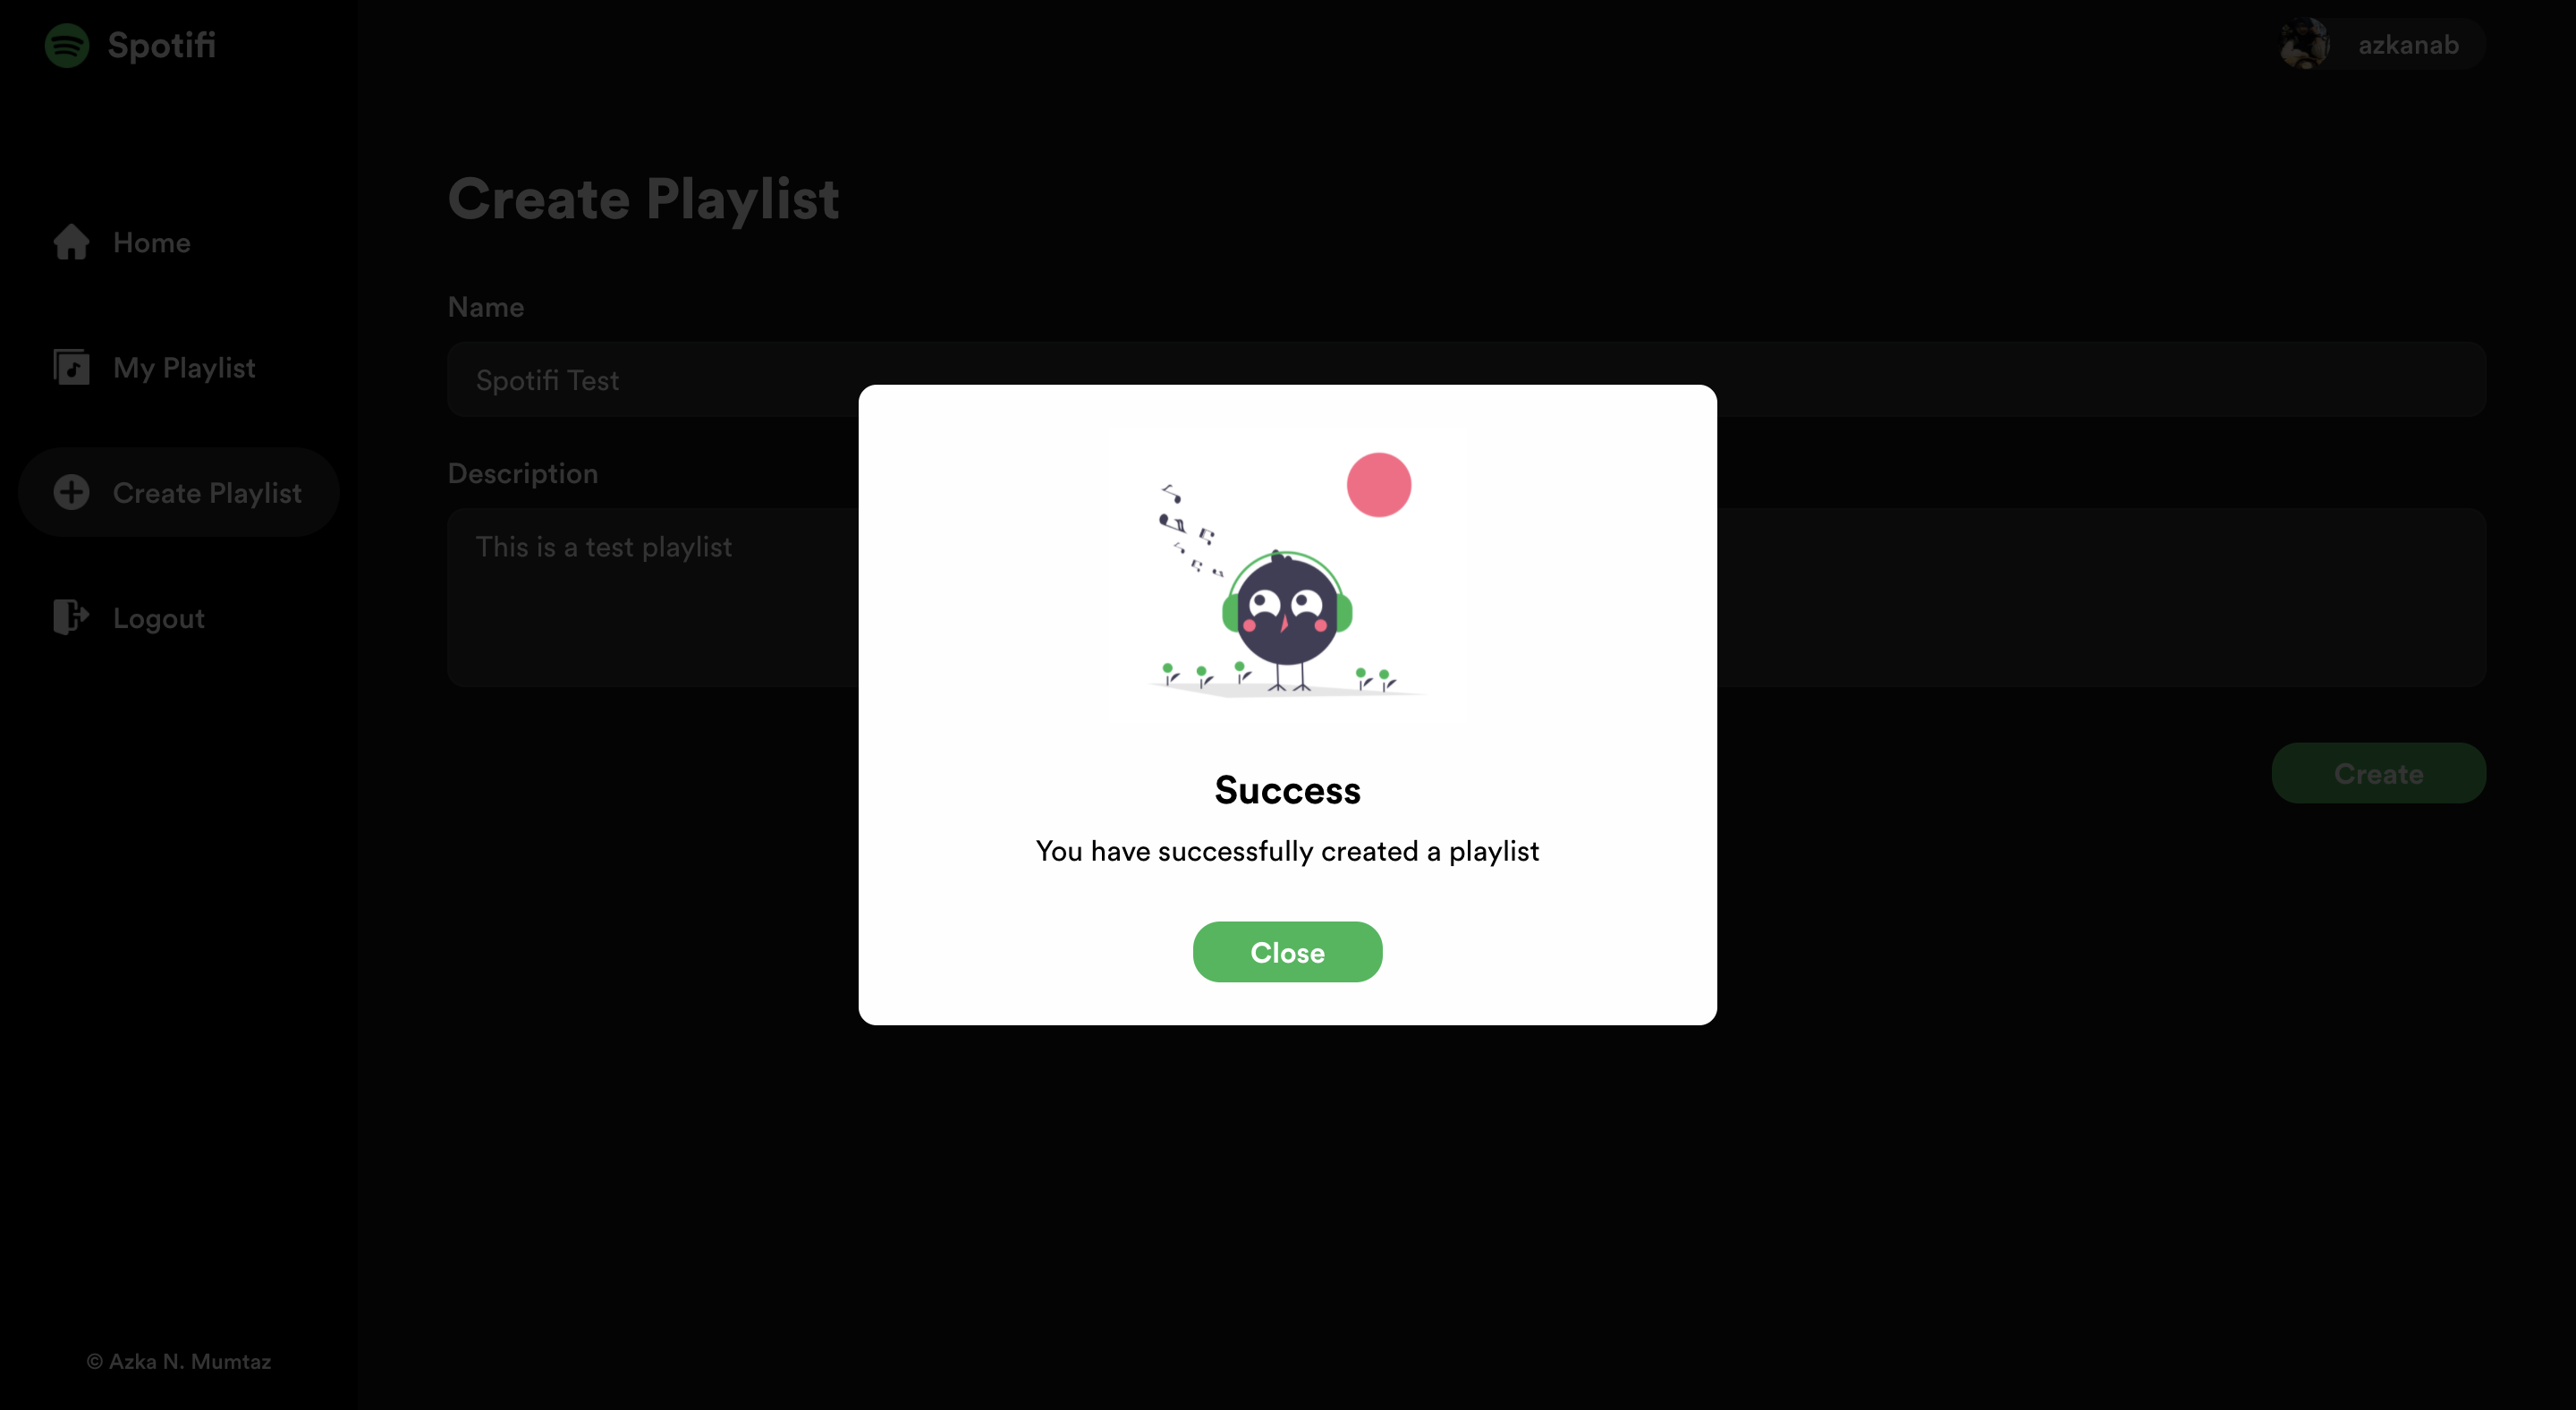 Spotifi
azkanab
Home
My Playlist
Create Playlist
Logout
© Azka N. Mumtaz
Create Playlist
Name
Spotifi Test
Description
This is a test playlist
Create
Success
You have successfully created a playlist
Close